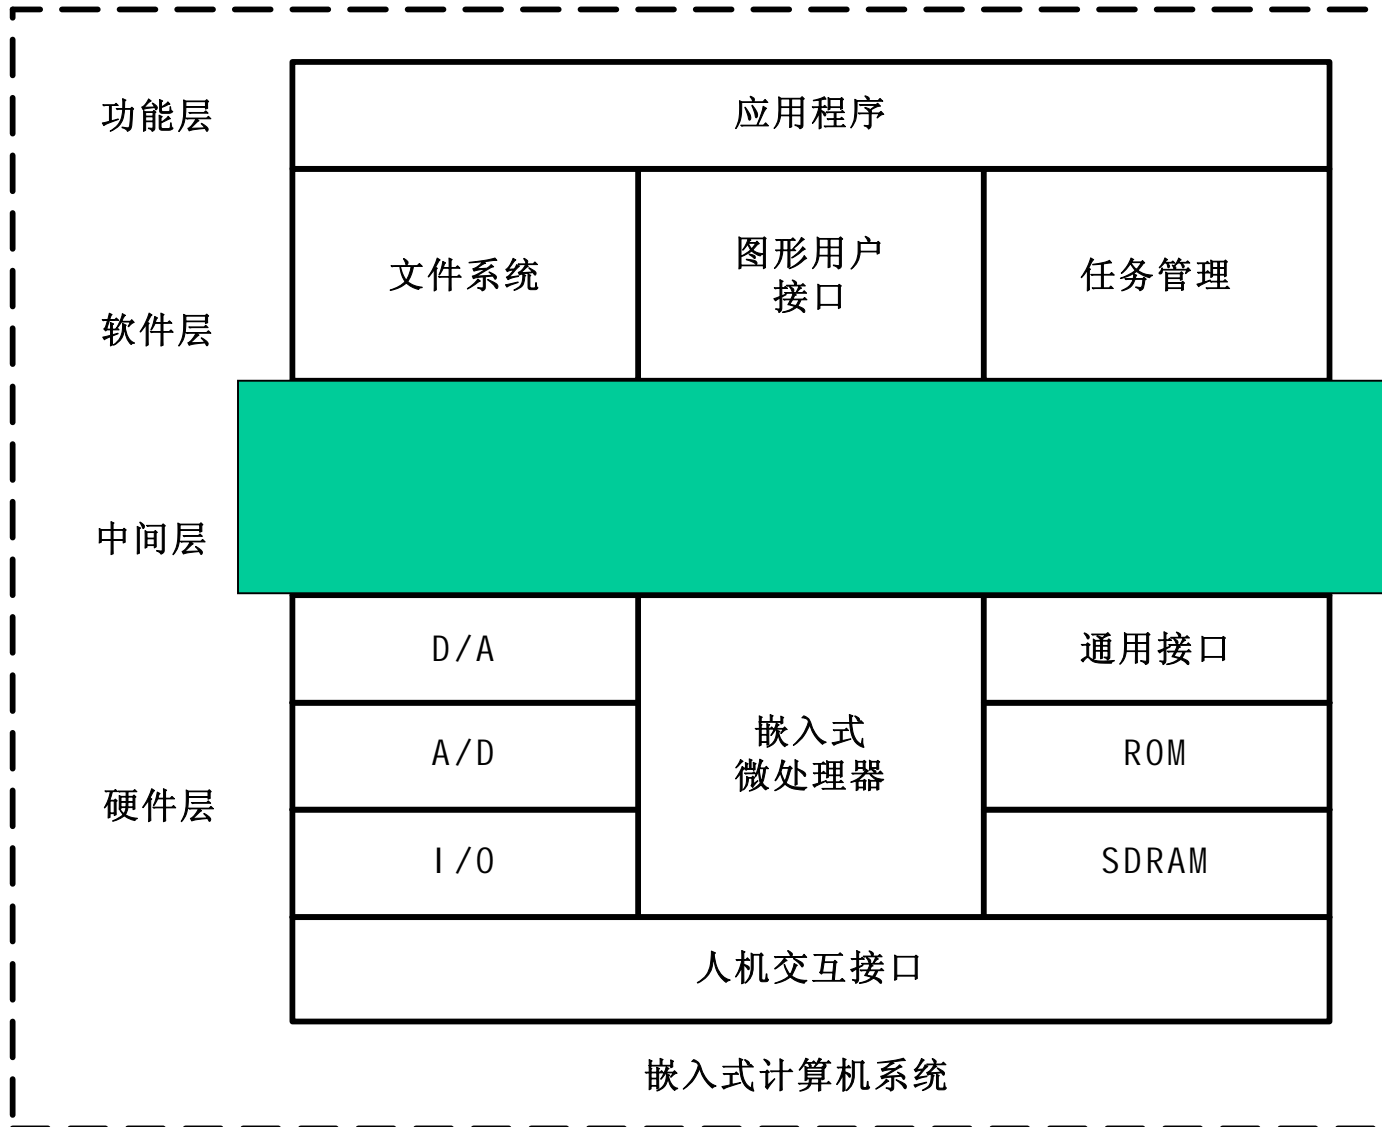 功能层
应用程序
文件系统
图形用户
接口
任务管理
软件层
中间层
D/A
通用接口
嵌入式
微处理器
A/D
ROM
硬件层
I/O
SDRAM
人机交互接口
嵌入式计算机系统